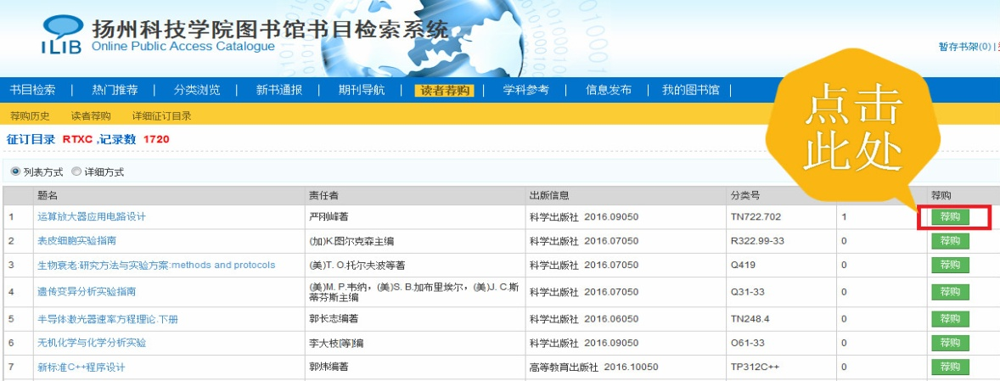 扬州科技学院图书馆书目检索系统
ILIB Online Public Access Catalogue
暂存书架(0) |
书目检索 | 热门推荐 | 分类浏览 | 新书通报 | 期刊导航 | 读者荐购 | 学科参考 | 信息发布 | 我的图书馆 |
荐购历史 读者荐购 详细征订目录
征订目录 RTXC ,记录数 1720
点击
此处
列表方式 详细方式
题名 责任者 出版信息 分类号 荐购
1 运算放大器应用电路设计 严刚峰著 科学出版社 2016.09050 TN722.702 1 荐购
2 表皮细胞实验指南 (加)K.图尔克森主编 科学出版社 2016.07050 R322.99-33 0 荐购
3 生物衰老:研究方法与实验方案:methods and protocols (美)T. O.托尔夫波等著 科学出版社 2016.07050 Q419 0 荐购
4 遗传变异分析实验指南 (美)M. P.韦纳，(美)S. B.加布里埃尔，(美)J. C.斯
蒂芬斯主编 科学出版社 2016.07050 Q31-33 0 荐购
5 半导体激光器速率方程理论.下册 郭长志编著 科学出版社 2016.06050 TN248.4 0 荐购
6 无机化学与化学分析实验 李大枝[等]编 科学出版社 2016.09050 O61-33 0 荐购
7 新标准C++程序设计 郭炜编著 高等教育出版社 2016.10050 TP312C++ 0 荐购